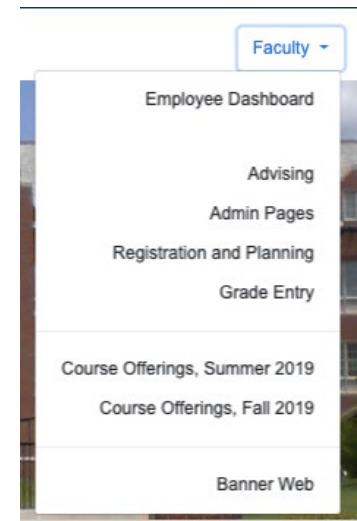 Faculty
Employee Dashboard
Advising
Admin Pages
Registration and Planning
Grade Entry
Course Offerings, Summer 2019
Course Offerings, Fall 2019
Banner Web